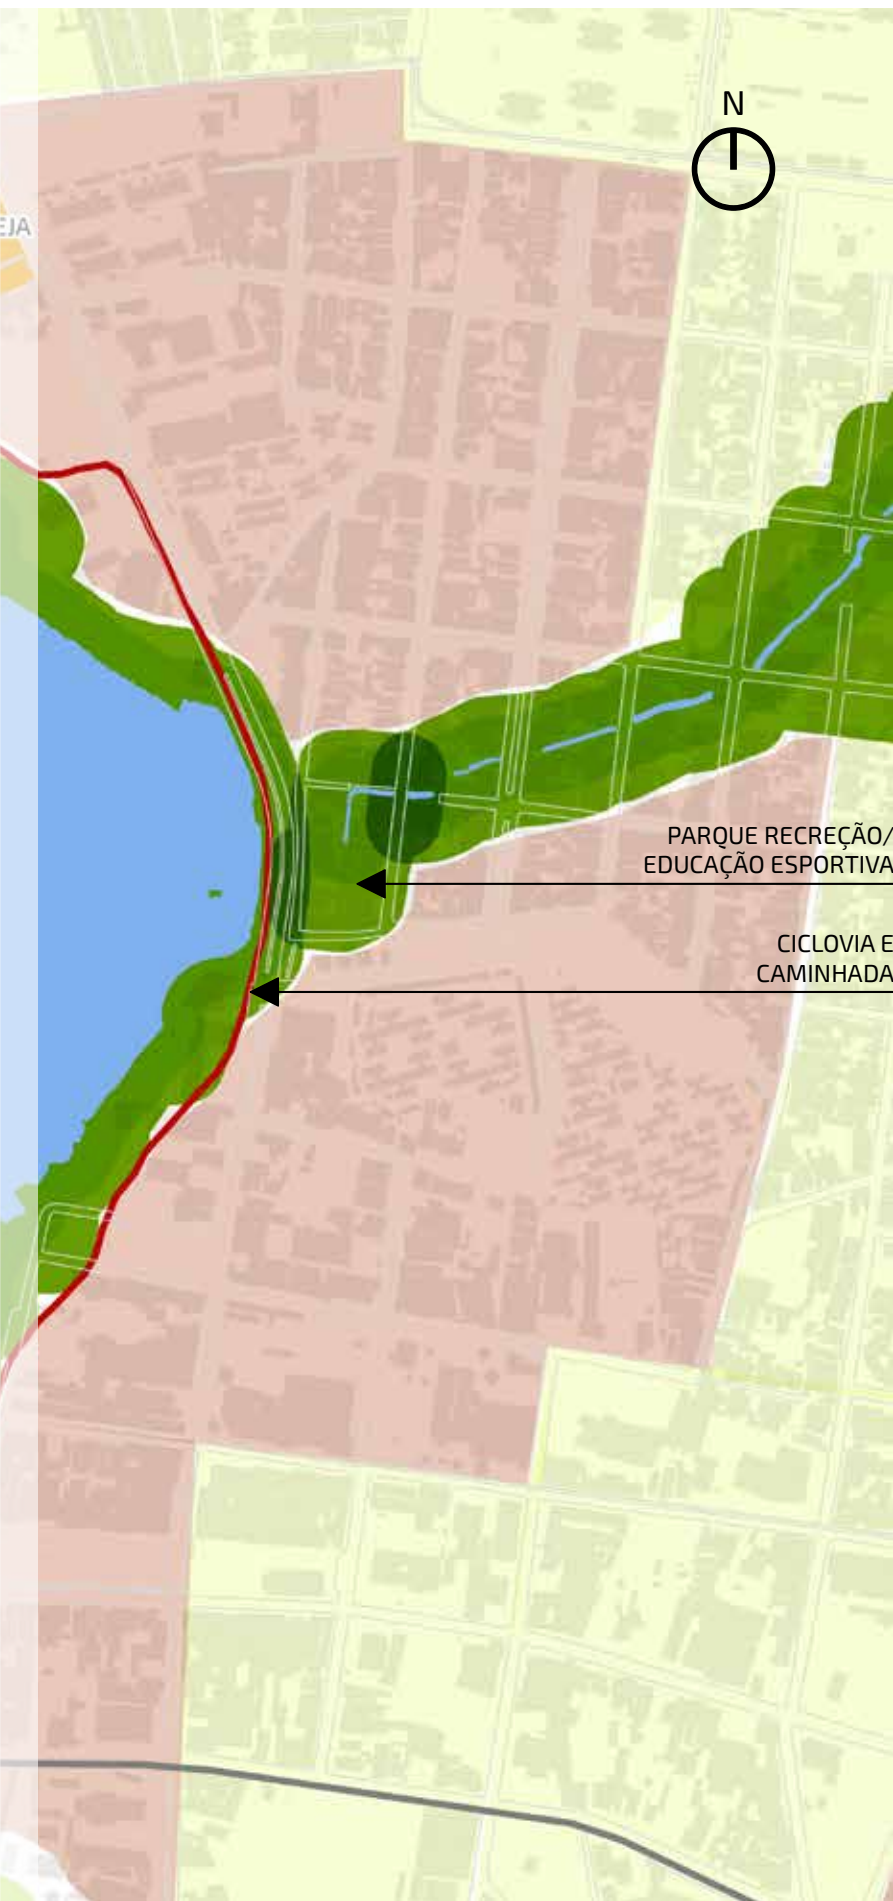 N
EJA
PARQUE RECREÇÃO/
EDUCAÇÃO ESPORTIVA
CICLOVIA E
CAMINHADA